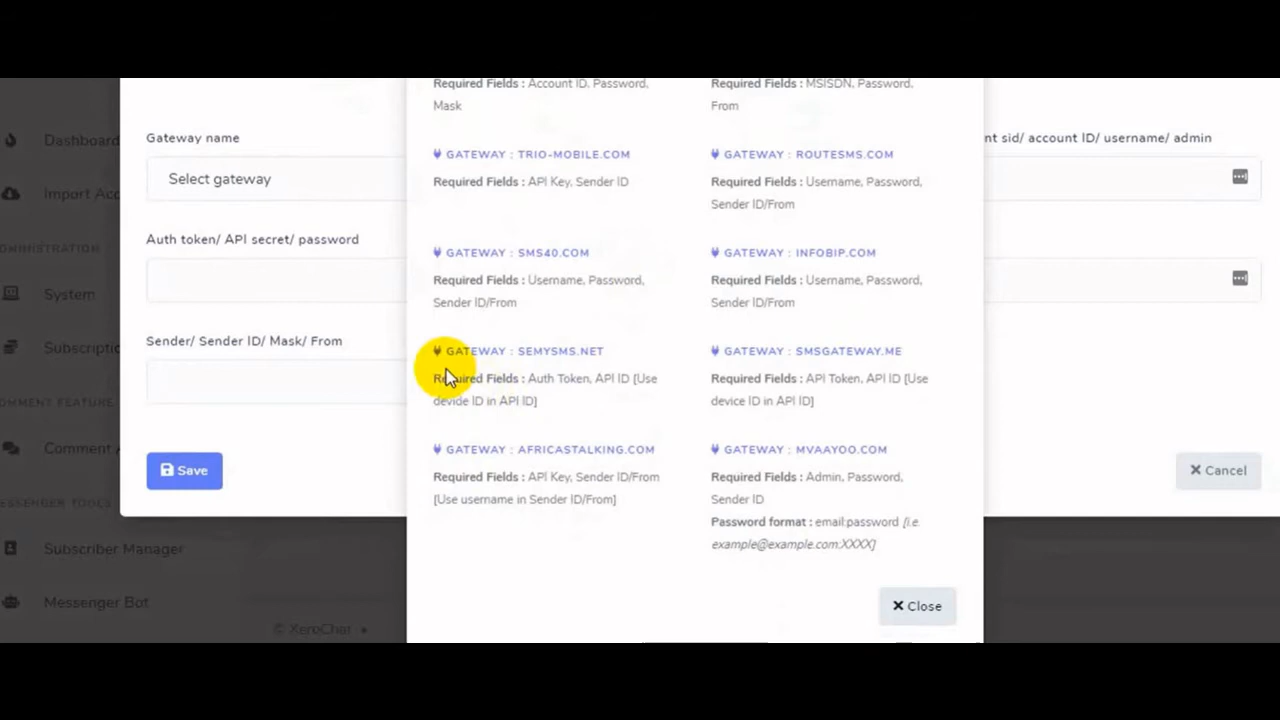 Required Fields : Account ID, Password,
Mask
Required Fields : MSISDN, Password,
From
Dashboard
Gateway name
nt sid/ account ID/ username/ admin
GATEWAY : TRIO-MOBILE.COM
GATEWAY : ROUTESMS.COM
Select gateway
Required Fields : API Key, Sender ID
Required Fields : Username, Password,
Sender ID/From
Import Acc
Auth token/ API secret/ password
GATEWAY : SMS40.COM
GATEWAY : INFOBIP.COM
Required Fields : Username, Password,
Sender ID/From
Required Fields : Username, Password,
Sender ID/From
System
Sender/ Sender ID/ Mask/ From
Subscriptio
GATEWAY : SEMYSMS.NET
GATEWAY : SMSGATEWAY.ME
Required Fields : Auth Token, API ID [Use
devide ID in API ID]
Required Fields : API Token, API ID [Use
device ID in API ID]
OMMENT FEATURE
Comment A
GATEWAY : AFRICASTALKING.COM
GATEWAY : MVAAYOO.COM
Save
Cancel
Required Fields : API Key, Sender ID/From
[Use username in Sender ID/From]
Required Fields : Admin, Password,
Sender ID
Password format : email:password [i.e.
example@example.com:XXXX]
Subscriber Manager
Messenger Bot
Close
© XeroChat